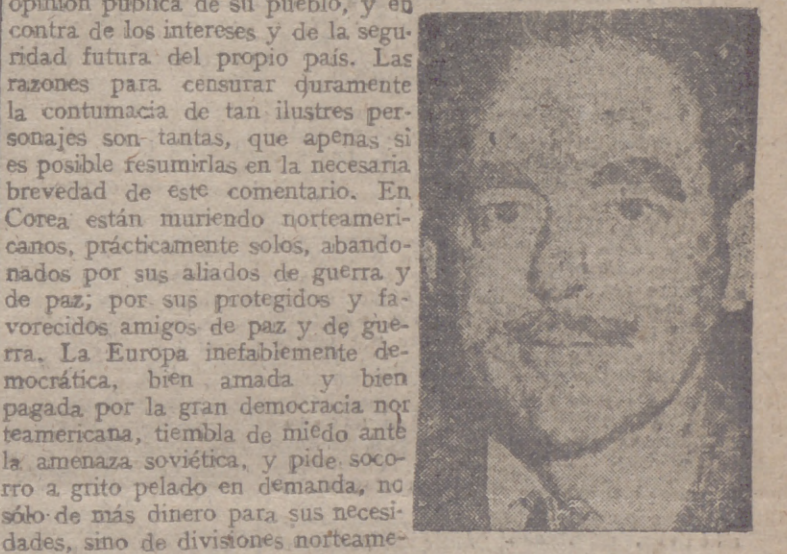 opinión pública de su pueblo, y en
contra de los intereses y de la segu-
ridad futura del propio país. Las
razones para censurar duramente
la contumacia de tan ilustres per-
sonajes son tantas, que apenas si
es posible resumirlas en la necesaria
brevedad de este comentario. En
Corea están muriendo norteameri-
canos, prácticamente solos, abando-
nados por sus aliados de guerra y
de paz; por sus protegidos y fa-
vorecidos amigos de paz y de gue-
rra. La Europa inefablemente de-
mocrática, bien amada y bien
pagada por la gran democracia nor
teamericana, tiembla de miedo ante
la amenaza soviética, y pide soco-
rro a grito pelado en demanda, no
sólo de más dinero para sus necesi-
dades, sino de divisiones norteame-